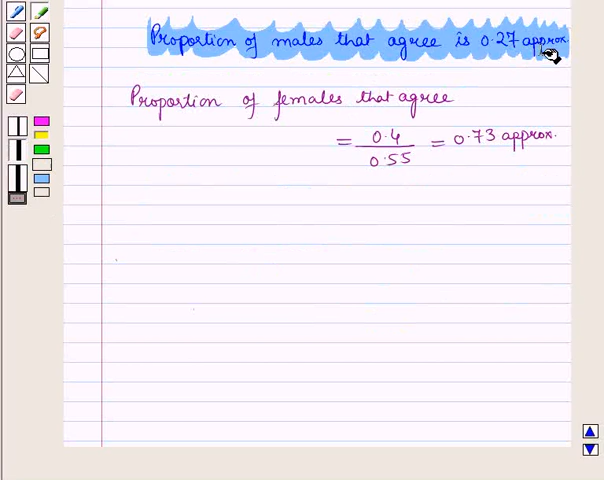 Proportion of males that agree is 0.27 approx.
Proportion of females that agree
= 0.4 / 0.55 = 0.73 approx.